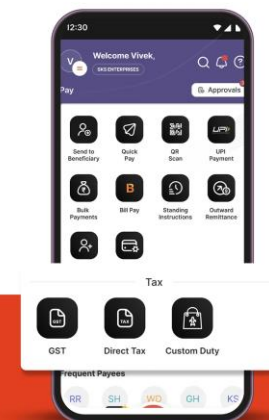 12:30
V
Welcome Vivek,
GKG ENTERPRISES
Pay
Approvals
Send to Beneficiary
Quick Pay
QR Scan
UPI
UPI Payment
Bulk Payments
B
Bill Pay
Standing Instructions
Outward Remittance
Tax
GST
GST
TAX
Direct Tax
Custom Duty
Frequent Payees
RR
SH
WD
GH
KS